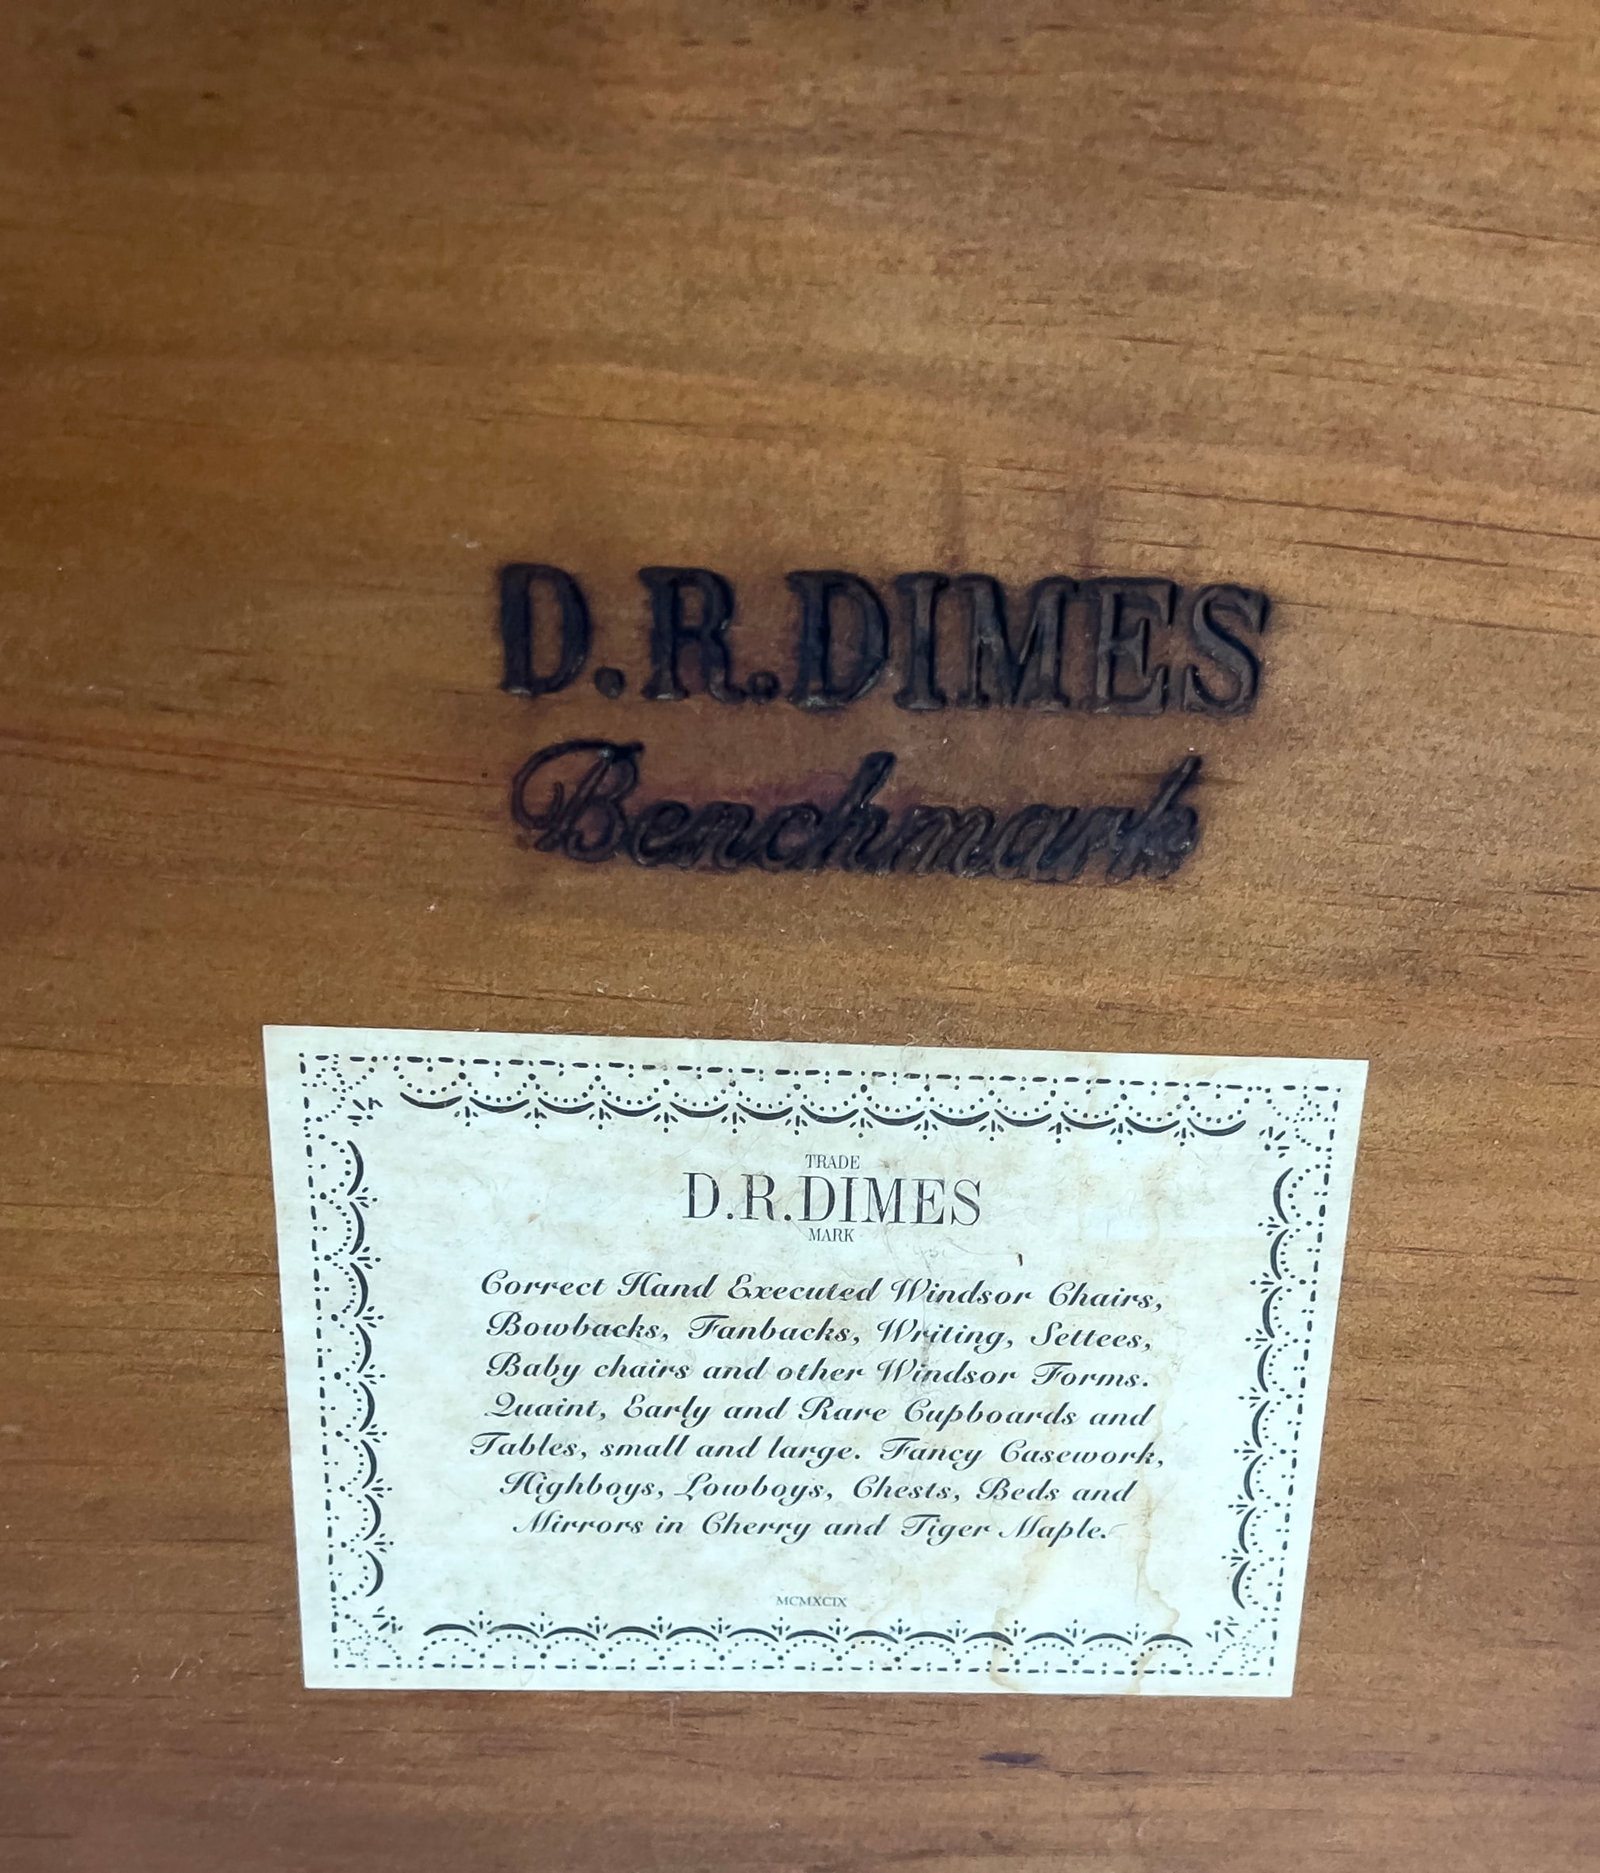 D.R.DIMES
Benchmark
TRADE
D.R.DIMES
MARK
Correct Hand Executed Windsor Chairs,
Bowbacks, Fanbacks, Writing, Settees,
Baby chairs and other Windsor Forms.
Quaint, Early and Rare Cupboards and
Tables, small and large. Fancy Casework,
Highboys, Lowboys, Chests, Beds and
Mirrors in Cherry and Tiger Maple.
MCMXCIX